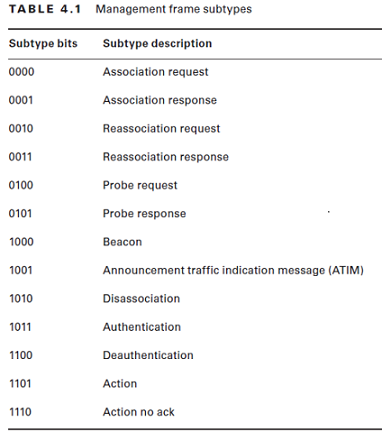 TABLE 4.1 Management frame subtypes
Subtype bits Subtype description
0000 Association request
0001 Association response
0010 Reassociation request
0011 Reassociation response
0100 Probe request
0101 Probe response
1000 Beacon
1001 Announcement traffic indication message (ATIM)
1010 Disassociation
1011 Authentication
1100 Deauthentication
1101 Action
1110 Action no ack